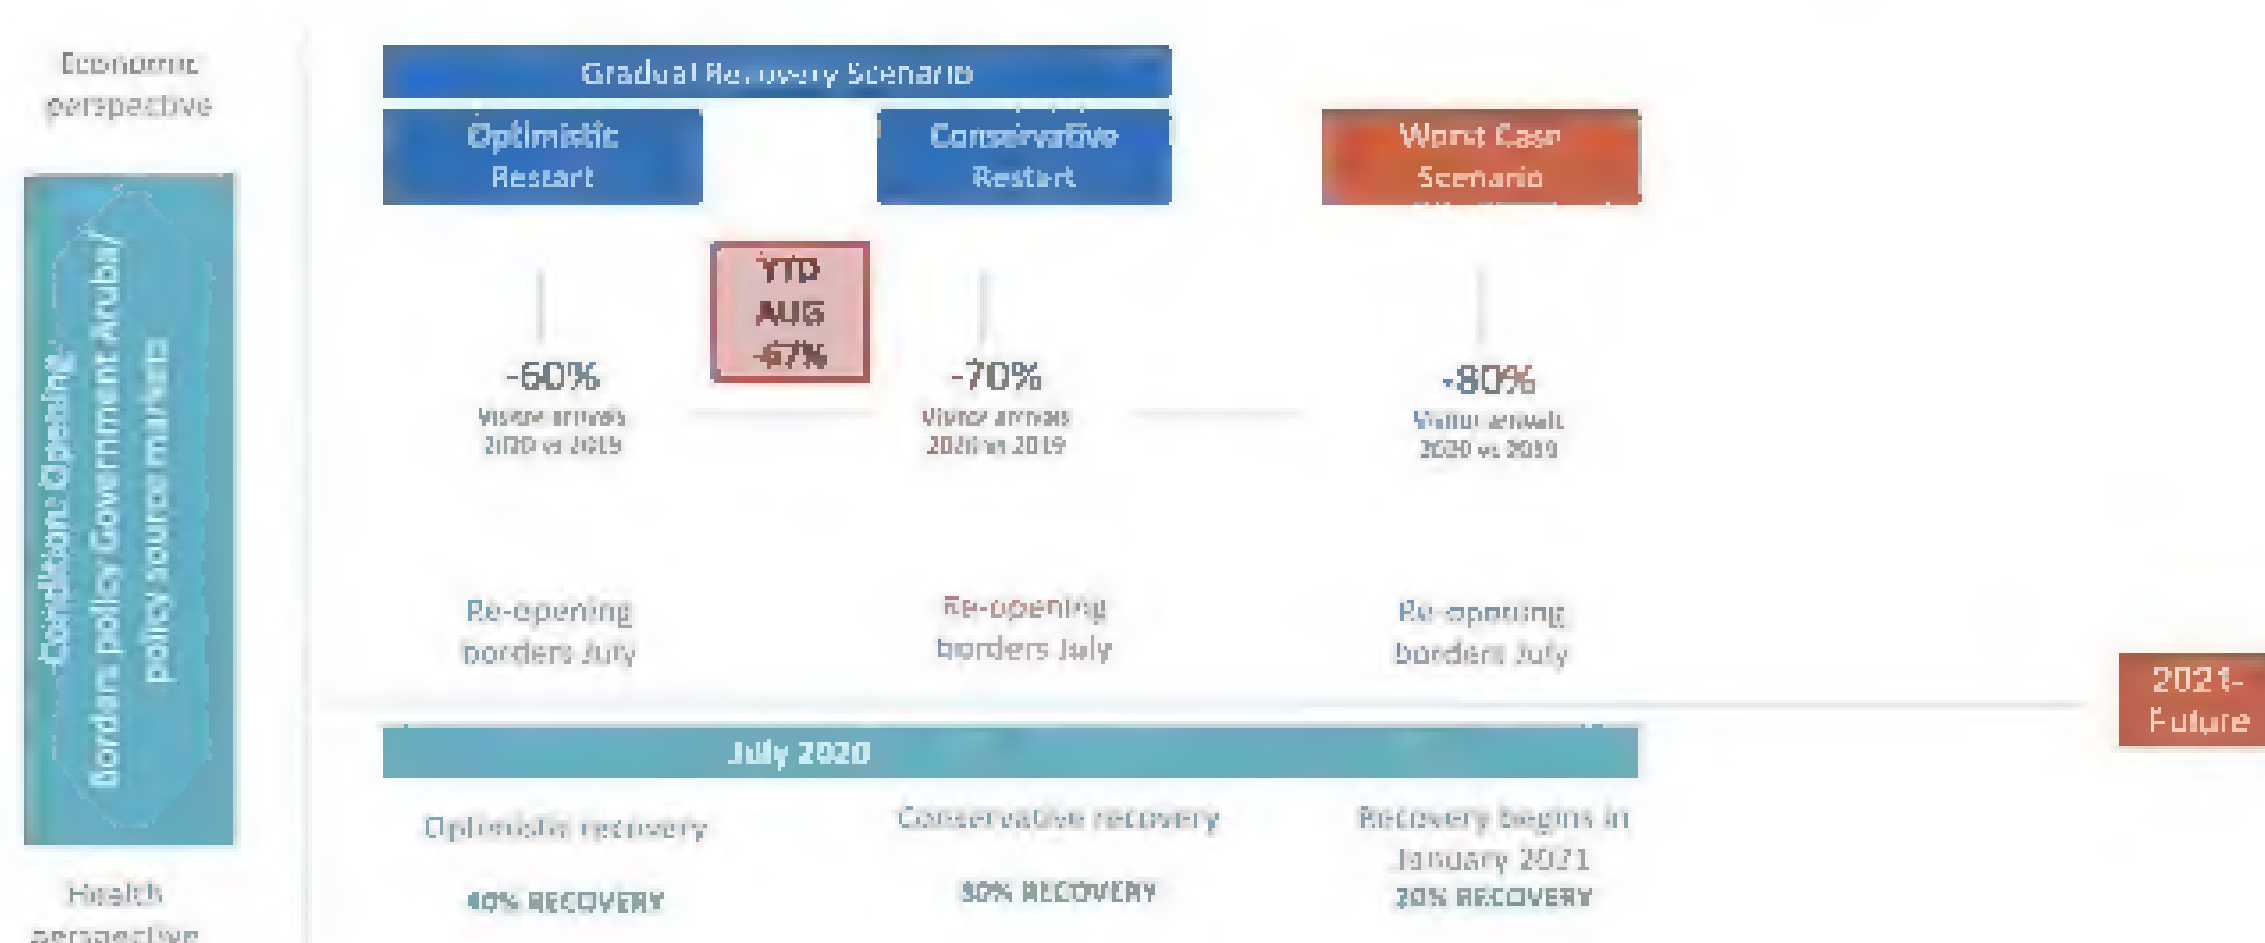 Economic
perspective
Condition: Opening
Borders policy Government Aruba/
policy source markets
Health
perspective
Gradual Recovery Scenario
Optimistic
Restart
Conservative
Restart
Worst Case
Scenario
YTD
AUG
-67%
-60%
Visitor arrivals
2020 vs 2019
-70%
Visitor arrivals
2020 vs 2019
-80%
Visitor arrivals
2020 vs 2019
Re-opening
borders July
Re-opening
borders July
Re-opening
borders July
2021-
Future
July 2020
Optimistic recovery
40% RECOVERY
Conservative recovery
30% RECOVERY
Recovery begins in
January 2021
20% RECOVERY